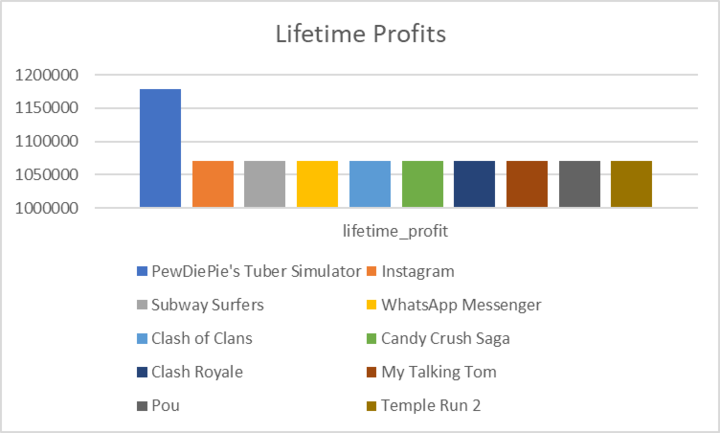 Lifetime Profits
1200000
1150000
1100000
1050000
1000000
lifetime_profit
PewDiePie's Tuber Simulator Instagram
Subway Surfers WhatsApp Messenger
Clash of Clans Candy Crush Saga
Clash Royale My Talking Tom
Pou Temple Run 2